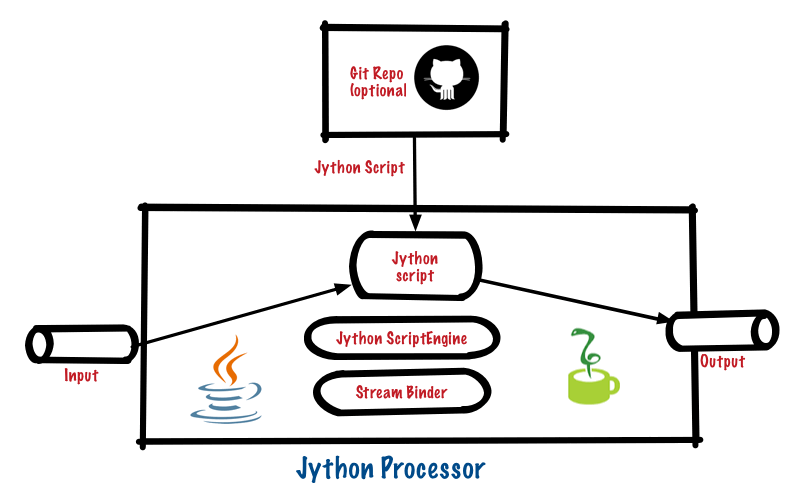 Git Repo
(optional
Jython Script
Jython
script
Jython ScriptEngine
Stream Binder
Input
Output
Jython Processor